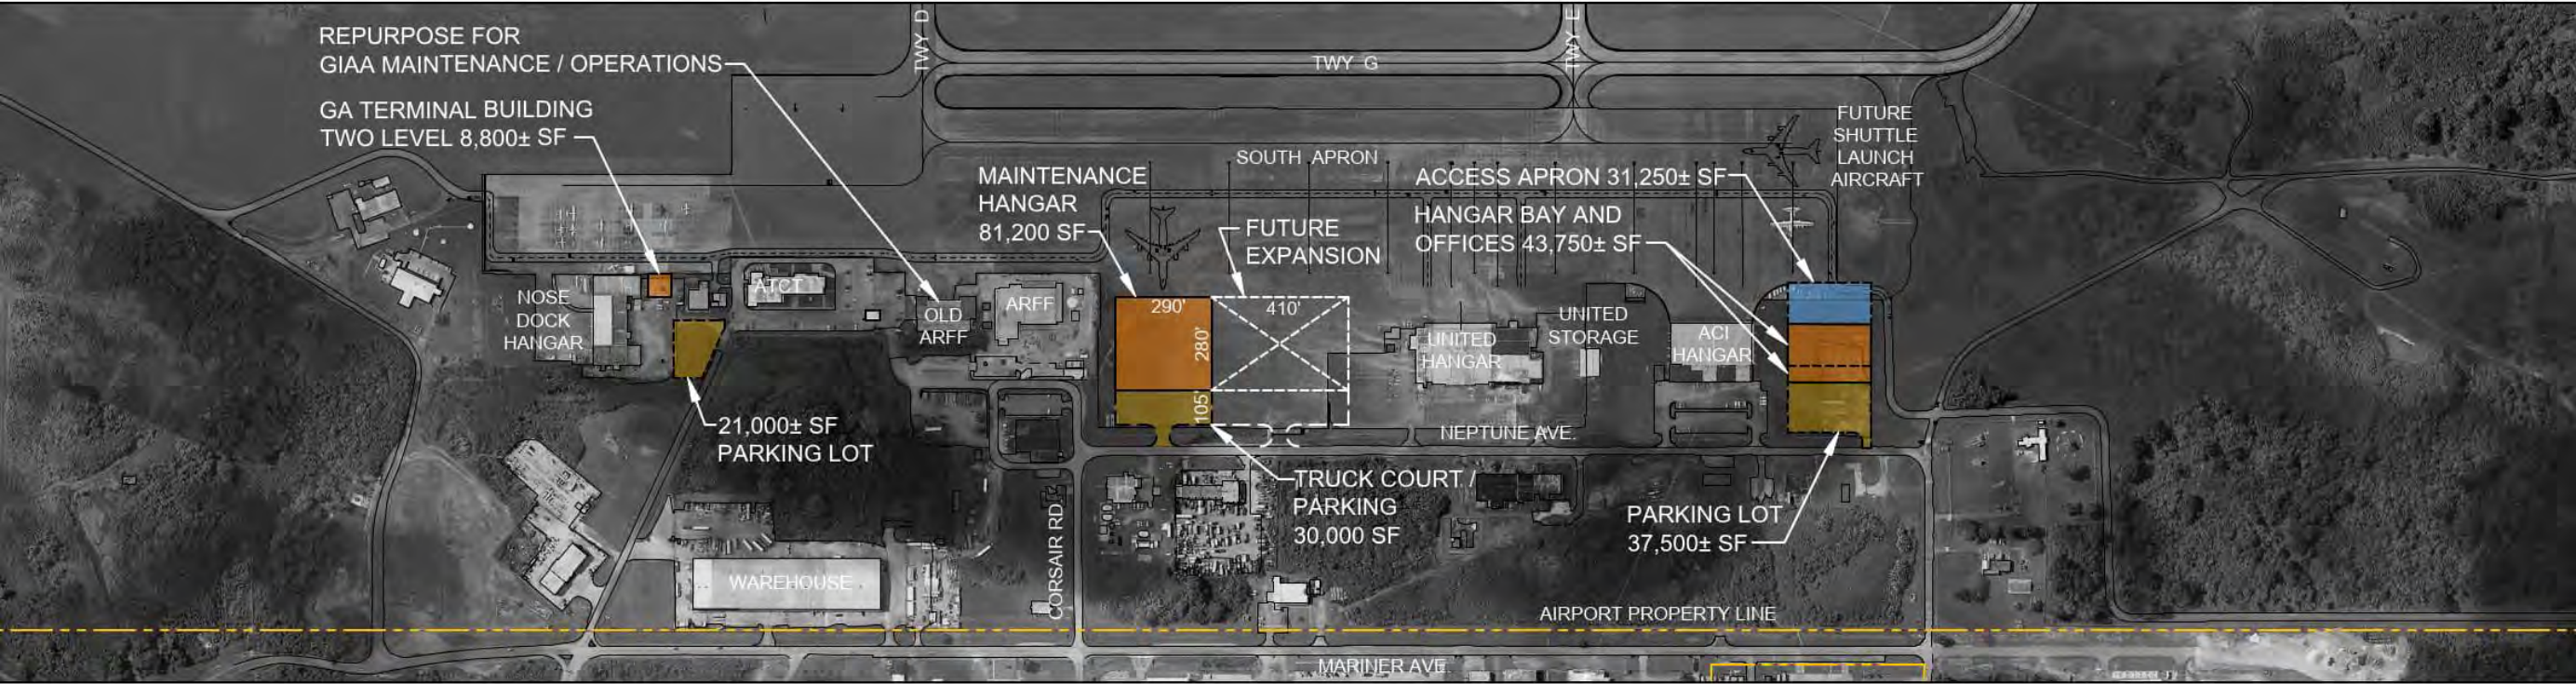 REPURPOSE FOR
GIAA MAINTENANCE / OPERATIONS
GA TERMINAL BUILDING
TWO LEVEL 8,800± SF
TWY D
TWY G
TWY E
FUTURE
SHUTTLE
LAUNCH
AIRCRAFT
SOUTH APRON
MAINTENANCE
HANGAR
81,200 SF
FUTURE
EXPANSION
ACCESS APRON 31,250± SF
HANGAR BAY AND
OFFICES 43,750± SF
NOSE
DOCK
HANGAR
ATCT
OLD
ARFF
ARFF
290'
280'
105'
410'
UNITED
HANGAR
UNITED
STORAGE
ACI
HANGAR
21,000± SF
PARKING LOT
NEPTUNE AVE.
TRUCK COURT /
PARKING
30,000 SF
PARKING LOT
37,500± SF
CORSAIR RD.
WAREHOUSE
AIRPORT PROPERTY LINE
MARINER AVE.